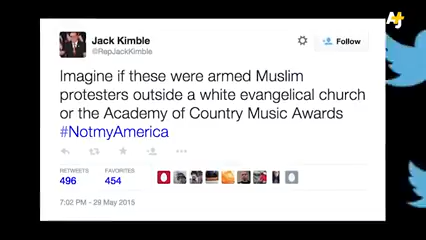 AJ+
Jack Kimble
@RepJackKimble
Follow
Imagine if these were armed Muslim
protesters outside a white evangelical church
or the Academy of Country Music Awards
#NotmyAmerica
RETWEETS FAVORITES
496 454
7:02 PM - 29 May 2015